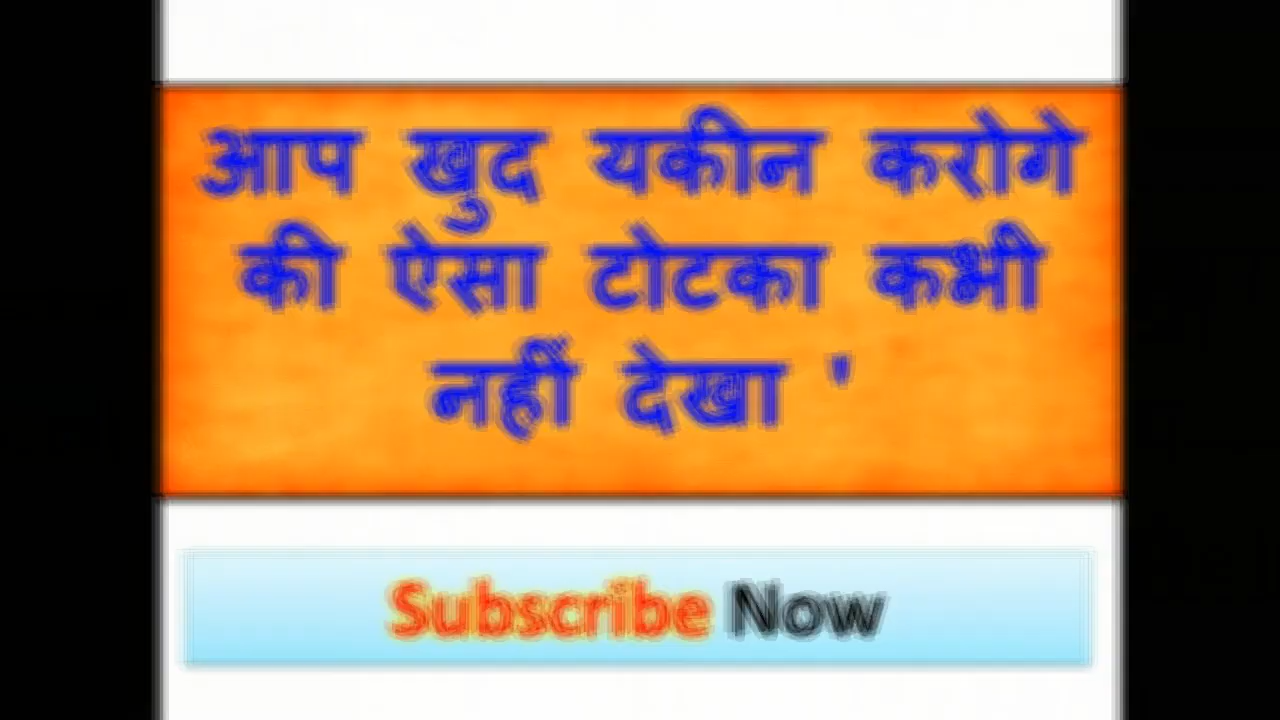 आप खुद यकीन करोगे
की ऐसा टोटका कभी
नहीं देखा '
Subscribe Now